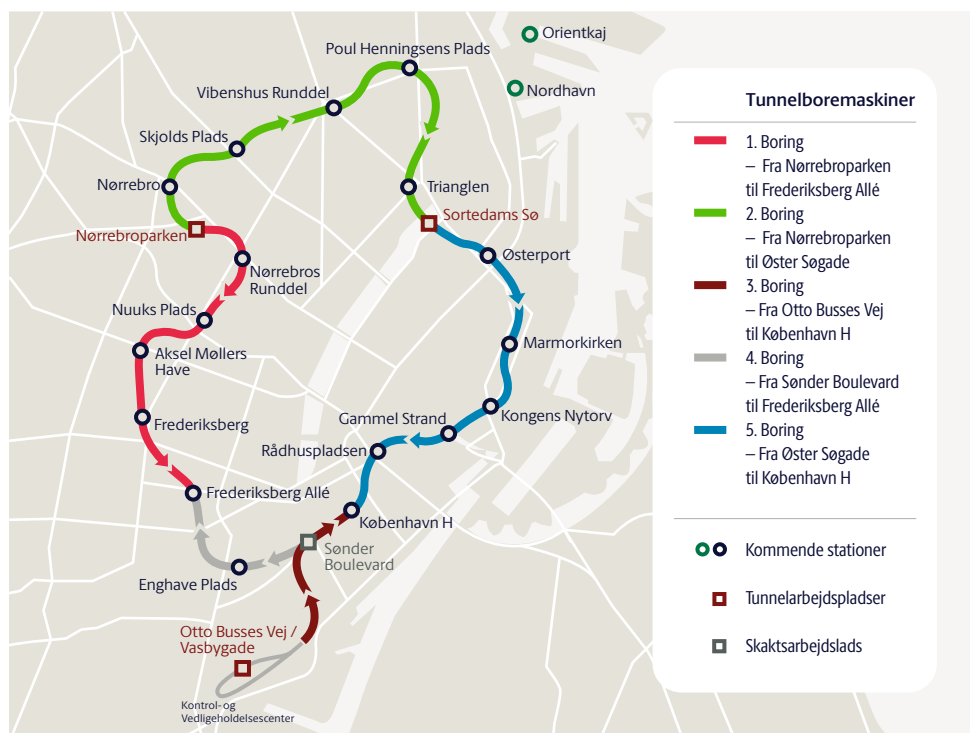 Orientkaj
Nordhavn
Poul Henningsens Plads
Vibenshus Runddel
Skjolds Plads
Nørrebro
Nørrebroparken
Nørrebros
Runddel
Nuuks Plads
Aksel Møllers
Have
Frederiksberg
Frederiksberg Allé
Trianglen
Sortedams Sø
Østerport
Marmorkirken
Kongens Nytorv
Gammel Strand
Rådhuspladsen
København H
Sønder
Boulevard
Enghave Plads
Otto Busses Vej /
Vasbygade
Kontrol- og
Vedligeholdelsescenter
Tunnelboremaskiner
1. Boring
– Fra Nørrebroparken
til Frederiksberg Allé
2. Boring
– Fra Nørrebroparken
til Øster Søgade
3. Boring
– Fra Otto Busses Vej
til København H
4. Boring
– Fra Sønder Boulevard
til Frederiksberg Allé
5. Boring
– Fra Øster Søgade
til København H
Kommende stationer
Tunnelarbejdspladser
Skaktsarbejdslads